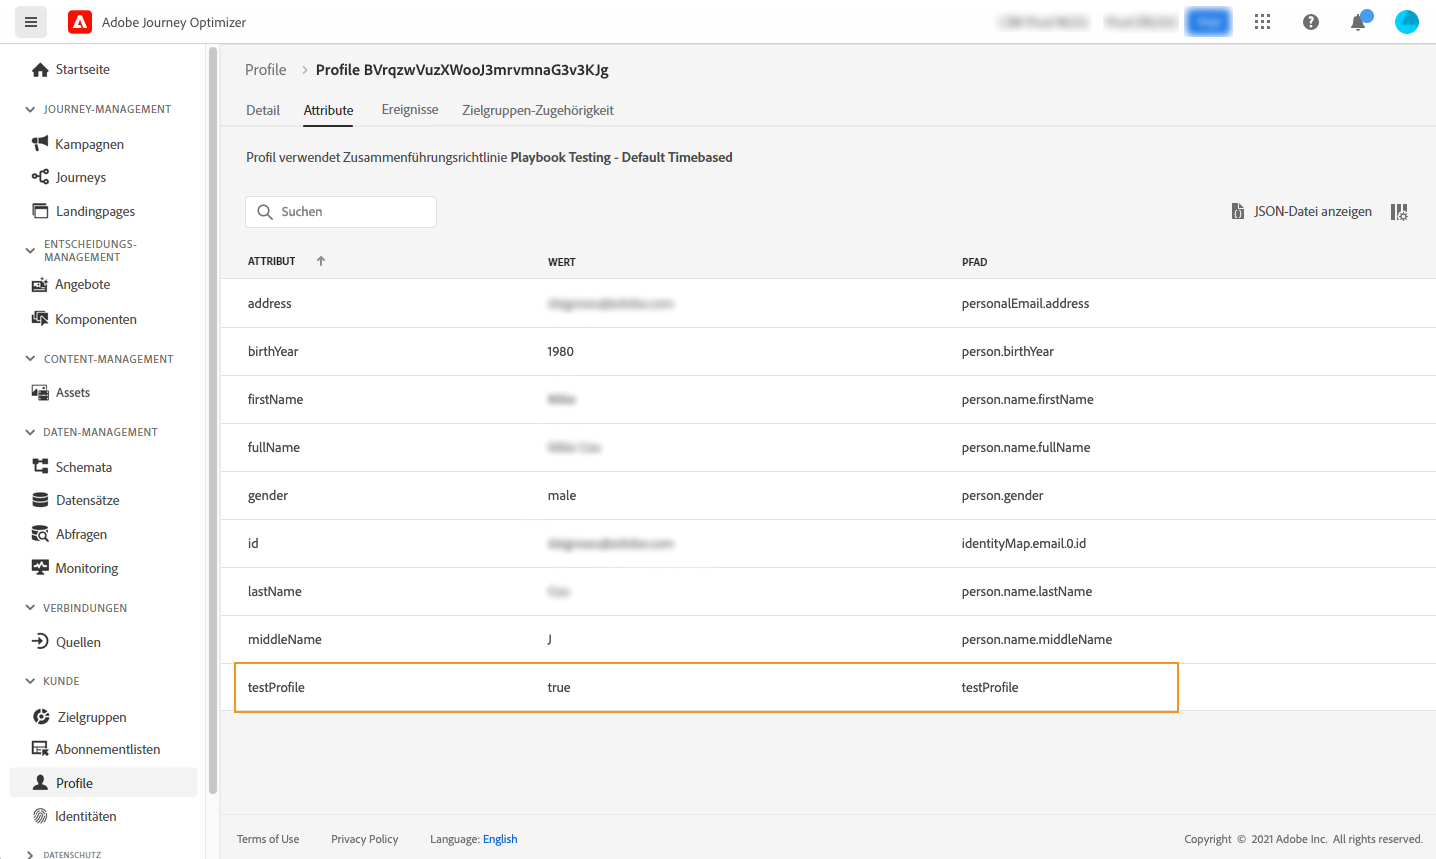 Adobe Journey Optimizer
Startseite
JOURNEY-MANAGEMENT
Kampagnen
Journeys
Landingpages
ENTSCHEIDUNGS-
MANAGEMENT
Angebote
Komponenten
CONTENT-MANAGEMENT
Assets
DATEN-MANAGEMENT
Schemata
Datensätze
Abfragen
Monitoring
VERBINDUNGEN
Quellen
KUNDE
Zielgruppen
Abonnementlisten
Profile
Identitäten
DATENSCHUTZ
Profile > Profile BVrqzwVuzXWooJ3mrvmnaG3v3KJg
Detail Attribute Ereignisse Zielgruppen-Zugehörigkeit
Profil verwendet Zusammenführungsrichtlinie Playbook Testing - Default Timebased
Suchen JSON-Datei anzeigen
ATTRIBUT WERT PFAD
address personalEmail.address
birthYear 1980 person.birthYear
firstName person.name.firstName
fullName person.name.fullName
gender male person.gender
id identityMap.email.0.id
lastName person.name.lastName
middleName J person.name.middleName
testProfile true testProfile
Terms of Use Privacy Policy Language: English Copyright © 2021 Adobe Inc. All rights reserved.